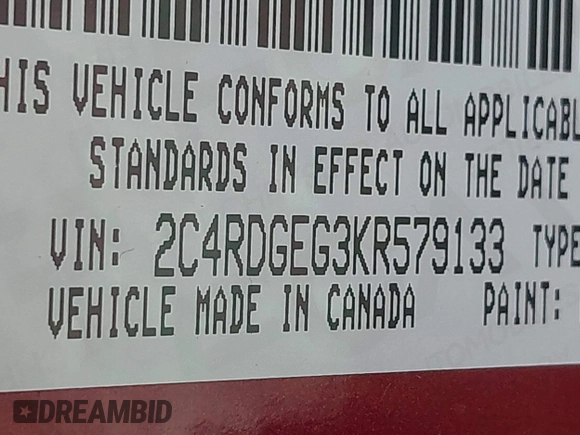 THIS VEHICLE CONFORMS TO ALL APPLICABL
STANDARDS IN EFFECT ON THE DATE
VIN: 2C4RDGEG3KR579133 TYPE
VEHICLE MADE IN CANADA PAINT:
DREAMBID